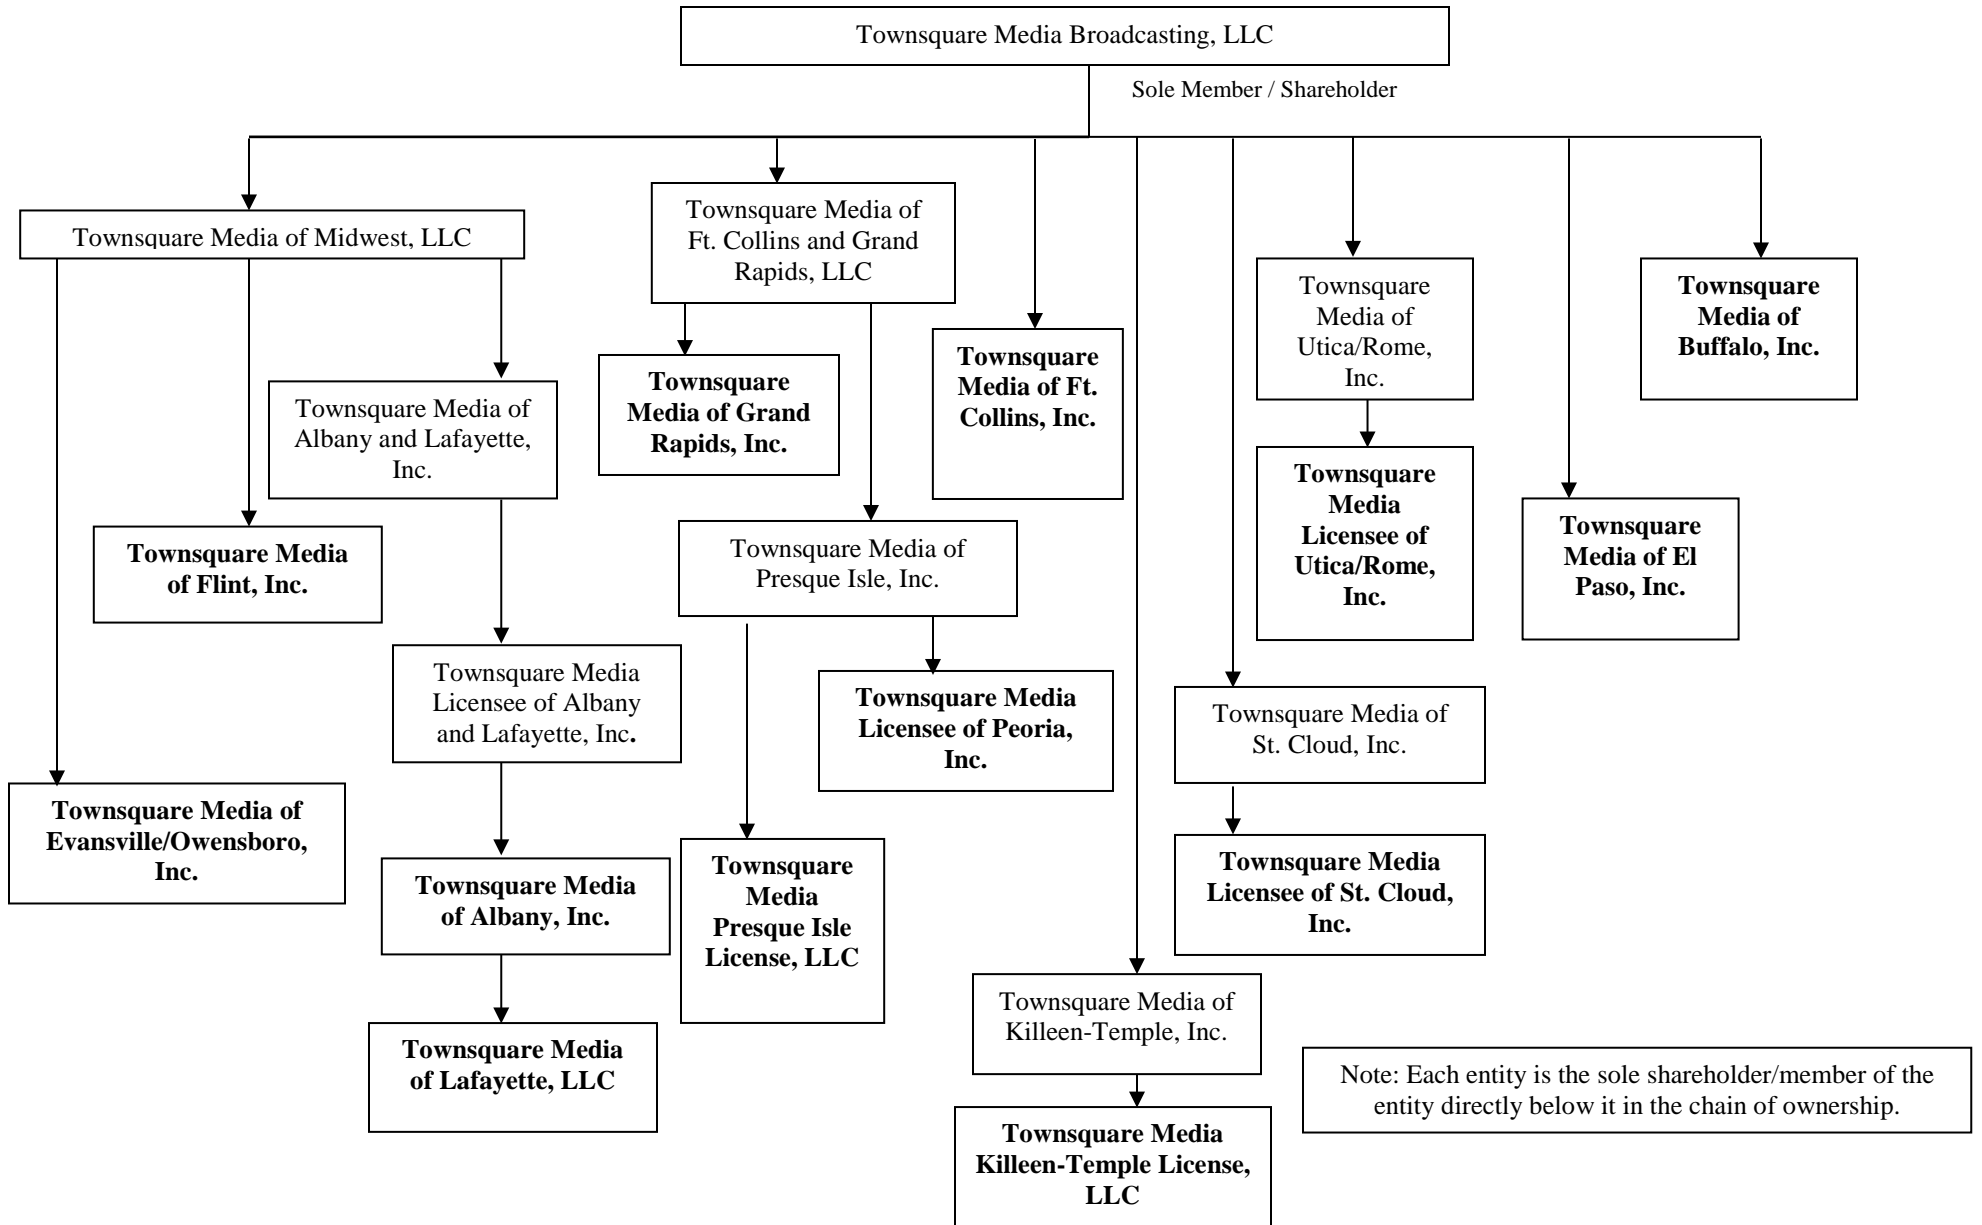 Townsquare Media Broadcasting, LLC
Sole Member / Shareholder
Townsquare Media of Midwest, LLC
Townsquare Media of
Ft. Collins and Grand
Rapids, LLC
Townsquare
Media of
Utica/Rome,
Inc.
Townsquare
Media of
Buffalo, Inc.
Townsquare
Media of Ft.
Collins, Inc.
Townsquare
Media of Grand
Rapids, Inc.
Townsquare Media of
Albany and Lafayette,
Inc.
Townsquare
Media
Licensee of
Utica/Rome,
Inc.
Townsquare
Media of El
Paso, Inc.
Townsquare Media
of Flint, Inc.
Townsquare Media of
Presque Isle, Inc.
Townsquare Media
Licensee of Albany
and Lafayette, Inc.
Townsquare Media
Licensee of Peoria,
Inc.
Townsquare Media of
St. Cloud, Inc.
Townsquare Media of
Evansville/Owensboro,
Inc.
Townsquare Media
of Albany, Inc.
Townsquare
Media
Presque Isle
License, LLC
Townsquare Media
Licensee of St. Cloud,
Inc.
Townsquare Media of
Killeen-Temple, Inc.
Townsquare Media
of Lafayette, LLC
Note: Each entity is the sole shareholder/member of the
entity directly below it in the chain of ownership.
Townsquare Media
Killeen-Temple License,
LLC